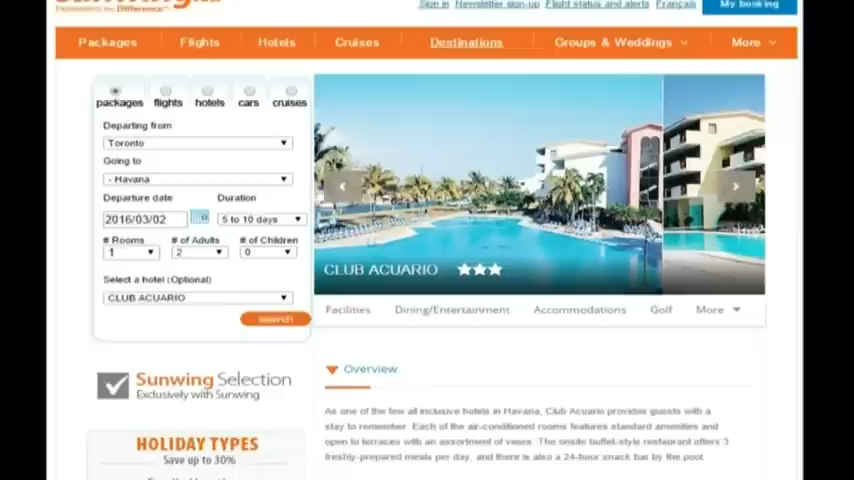 Sunwing.ca
Experience the Difference
Sign in Newsletter sign-up Flight status and alerts Français My booking
Packages Flights Hotels Cruises Destinations Groups & Weddings More
packages flights hotels cars cruises
Departing from
Toronto
Going to
- Havana
Departure date Duration
2016/03/02 5 to 10 days
# Rooms # of Adults # of Children
1 2 0
Select a hotel (Optional)
CLUB ACUARIO
search
CLUB ACUARIO
Facilities Dining/Entertainment Accommodations Golf More
Sunwing Selection
Exclusively with Sunwing
HOLIDAY TYPES
Save up to 30%
Overview
As one of the few all inclusive hotels in Havana, Club Acuario provides guests with a
stay to remember. Each of the air-conditioned rooms features standard amenities and
open to terraces with an assortment of views. The onsite buffet-style restaurant offers 3
freshly-prepared meals per day, and there is also a 24-hour snack bar by the pool.